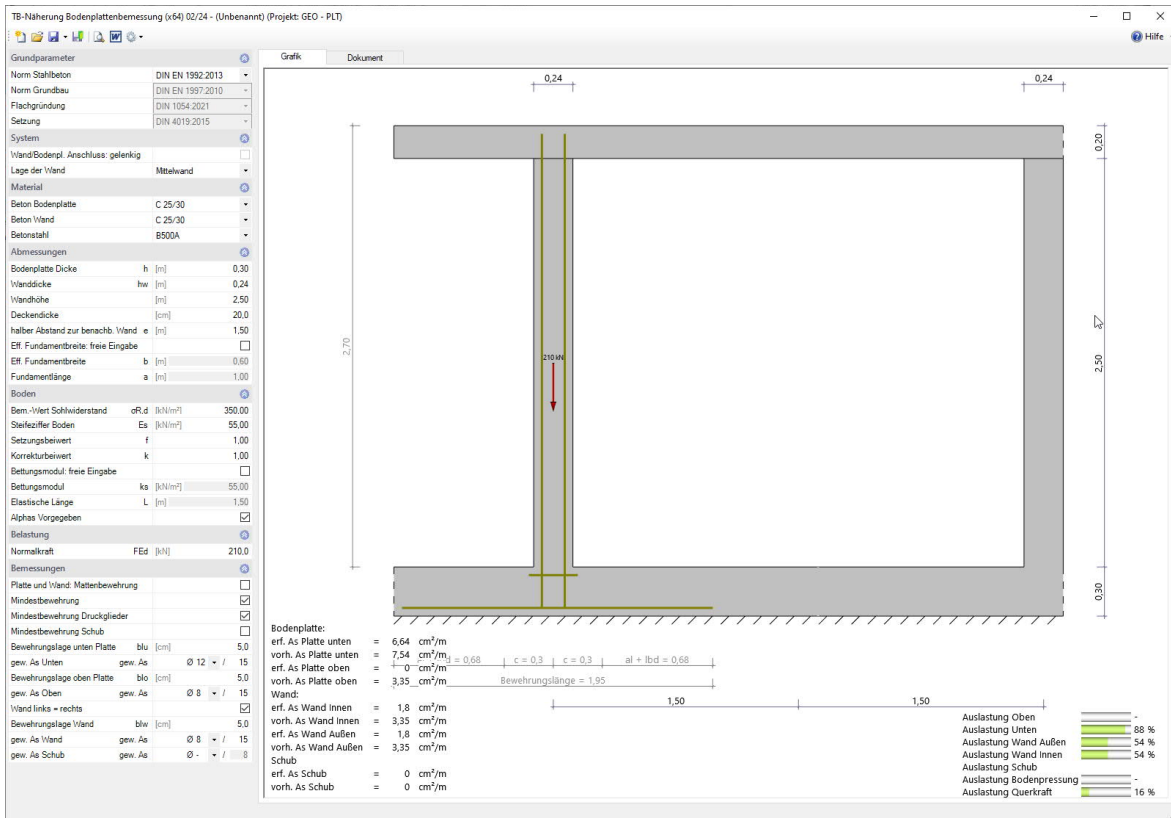 TB-Näherung Bodenplattenbemessung (x64) 02/24 - (Unbenannt) (Projekt: GEO - PLT)
Hilfe
Grundparameter
Norm Stahlbeton DIN EN 1992:2013
Norm Grundbau DIN EN 1997:2010
Flachgründung DIN 1054:2021
Setzung DIN 4019:2015
System
Wand/Bodenpl. Anschluss: gelenkig
Lage der Wand Mittelwand
Material
Beton Bodenplatte C 25/30
Beton Wand C 25/30
Betonstahl B500A
Abmessungen
Bodenplatte Dicke h [m] 0,30
Wanddicke hw [m] 0,24
Wandhöhe [m] 2,50
Deckendicke [cm] 20,0
halber Abstand zur benachb. Wand e [m] 1,50
Eff. Fundamentbreite: freie Eingabe
Eff. Fundamentbreite b [m] 0,60
Fundamentlänge a [m] 1,00
Boden
Bem.-Wert Sohlwiderstand σR,d [kN/m²] 350,00
Steifeziffer Boden Es [kN/m²] 55,00
Setzungsbeiwert f 1,00
Korrekturbeiwert k 1,00
Bettungsmodul: freie Eingabe
Bettungsmodul ks [kN/m²] 55,00
Elastische Länge L [m] 1,50
Alphas Vorgegeben
Belastung
Normalkraft FEd [kN] 210,0
Bemessungen
Platte und Wand: Mattenbewehrung
Mindestbewehrung
Mindestbewehrung Druckglieder
Mindestbewehrung Schub
Bewehrungslage unten Platte blu [cm] 5,0
gew. As Unten gew. As Ø 12 / 15
Bewehrungslage oben Platte blo [cm] 5,0
gew. As Oben gew. As Ø 8 / 15
Wand links = rechts
Bewehrungslage Wand blw [cm] 5,0
gew. As Wand gew. As Ø 8 / 15
gew. As Schub gew. As Ø - / 8
Grafik Dokument
0,24 0,24
0,20
2,70
2,50
210 kN
0,30
Bodenplatte:
erf. As Platte unten = 6,64 cm²/m
vorh. As Platte unten = 7,54 cm²/m
erf. As Platte oben = 0 cm²/m
vorh. As Platte oben = 3,35 cm²/m
Wand:
erf. As Wand Innen = 1,8 cm²/m
vorh. As Wand Innen = 3,35 cm²/m
erf. As Wand Außen = 1,8 cm²/m
vorh. As Wand Außen = 3,35 cm²/m
Schub
erf. As Schub = 0 cm²/m
vorh. As Schub = 0 cm²/m
d = 0,68 c = 0,3 c = 0,3 al + lbd = 0,68
Bewehrungslänge = 1,95
1,50 1,50
Auslastung Oben -
Auslastung Unten 88 %
Auslastung Wand Außen 54 %
Auslastung Wand Innen 54 %
Auslastung Schub
Auslastung Bodenpressung -
Auslastung Querkraft 16 %